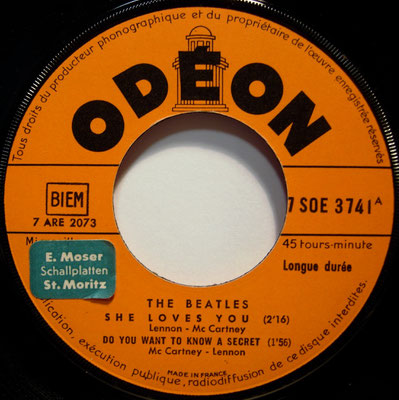 Tous droits du producteur phonographique et du propriétaire de l'œuvre enregistrée réservés
ODÉON
BIEM
7 ARE 2073
7 SOE 3741 A
45 tours-minute
Longue durée
E. Moser
Schallplatten
St. Moritz
THE BEATLES
SHE LOVES YOU (2'16)
Lennon - Mc Cartney
DO YOU WANT TO KNOW A SECRET (1'56)
Mc Cartney - Lennon
MADE IN FRANCE
exécution publique, radiodiffusion de ce disque interdites.